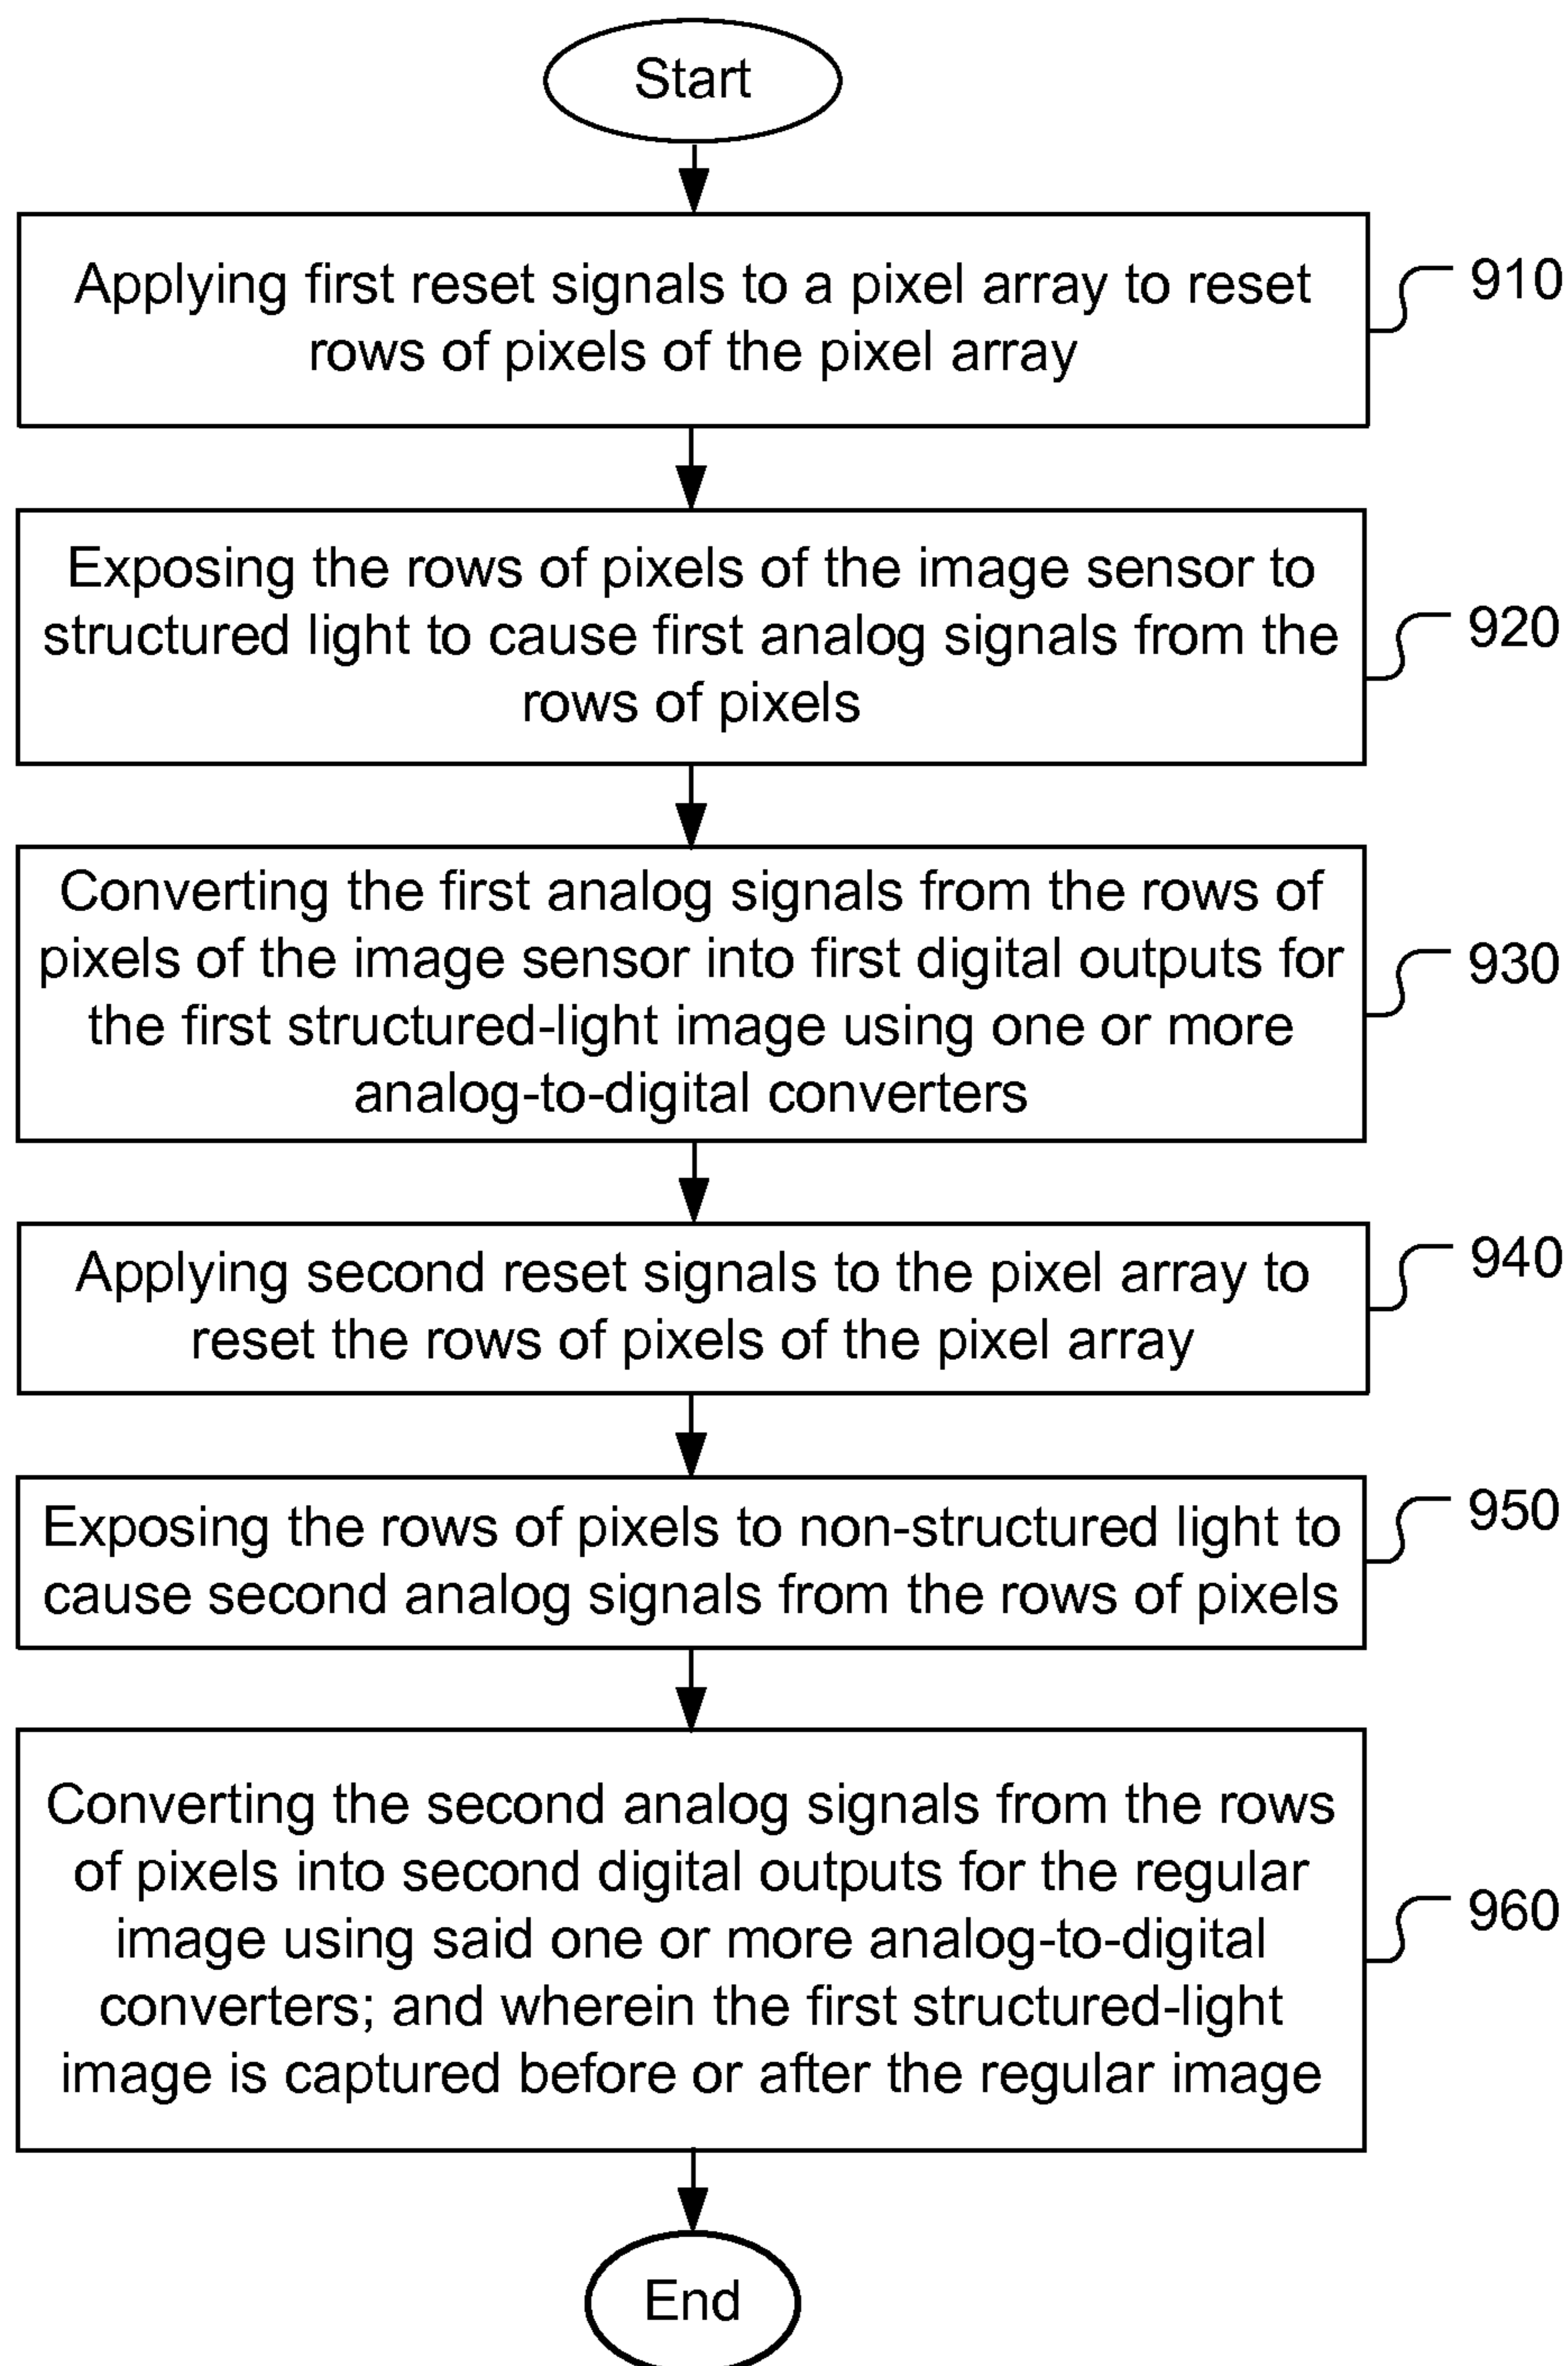 Start
Applying first reset signals to a pixel array to reset
rows of pixels of the pixel array
910
Exposing the rows of pixels of the image sensor to
structured light to cause first analog signals from the
rows of pixels
920
Converting the first analog signals from the rows of
pixels of the image sensor into first digital outputs for
the first structured-light image using one or more
analog-to-digital converters
930
Applying second reset signals to the pixel array to
reset the rows of pixels of the pixel array
940
Exposing the rows of pixels to non-structured light to
cause second analog signals from the rows of pixels
950
Converting the second analog signals from the rows
of pixels into second digital outputs for the regular
image using said one or more analog-to-digital
converters; and wherein the first structured-light
image is captured before or after the regular image
960
End